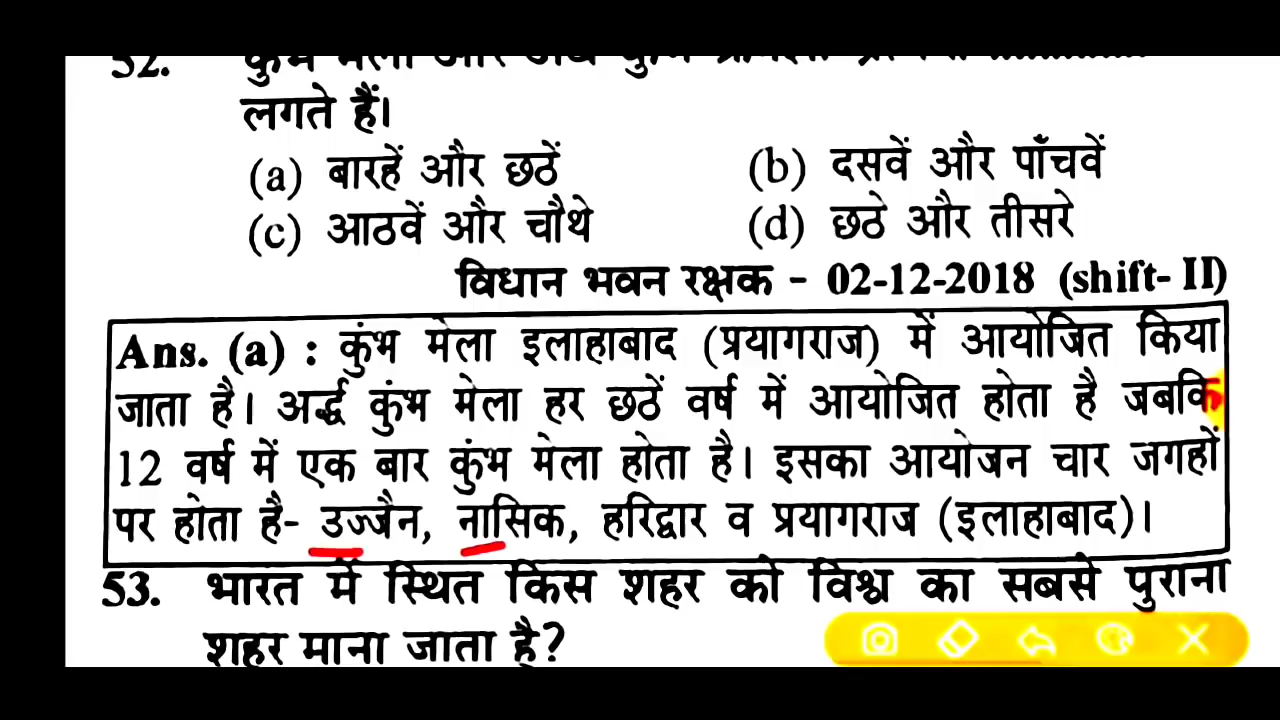 52.
लगते हैं।
(a) बारहें और छठें (b) दसवें और पाँचवें
(c) आठवें और चौथे (d) छठे और तीसरे
विधान भवन रक्षक - 02-12-2018 (shift- II)
Ans. (a) : कुंभ मेला इलाहाबाद (प्रयागराज) में आयोजित किया
जाता है। अर्द्ध कुंभ मेला हर छठें वर्ष में आयोजित होता है जबकि
12 वर्ष में एक बार कुंभ मेला होता है। इसका आयोजन चार जगहों
पर होता है- उज्जैन, नासिक, हरिद्वार व प्रयागराज (इलाहाबाद)।
53. भारत में स्थित किस शहर को विश्व का सबसे पुराना
शहर माना जाता है?